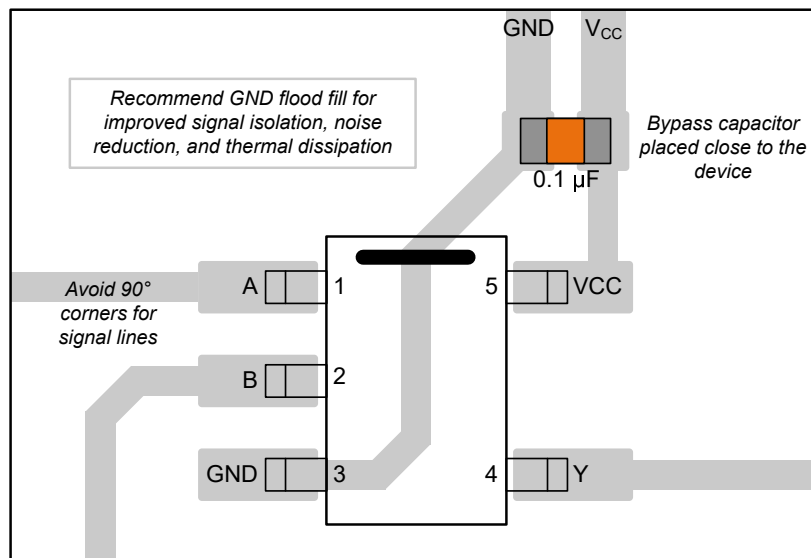 GND VCC
Recommend GND flood fill for
improved signal isolation, noise
reduction, and thermal dissipation
Bypass capacitor
placed close to the
device
0.1 µF
A 1 5 VCC
Avoid 90°
corners for
signal lines
B 2
GND 3 4 Y